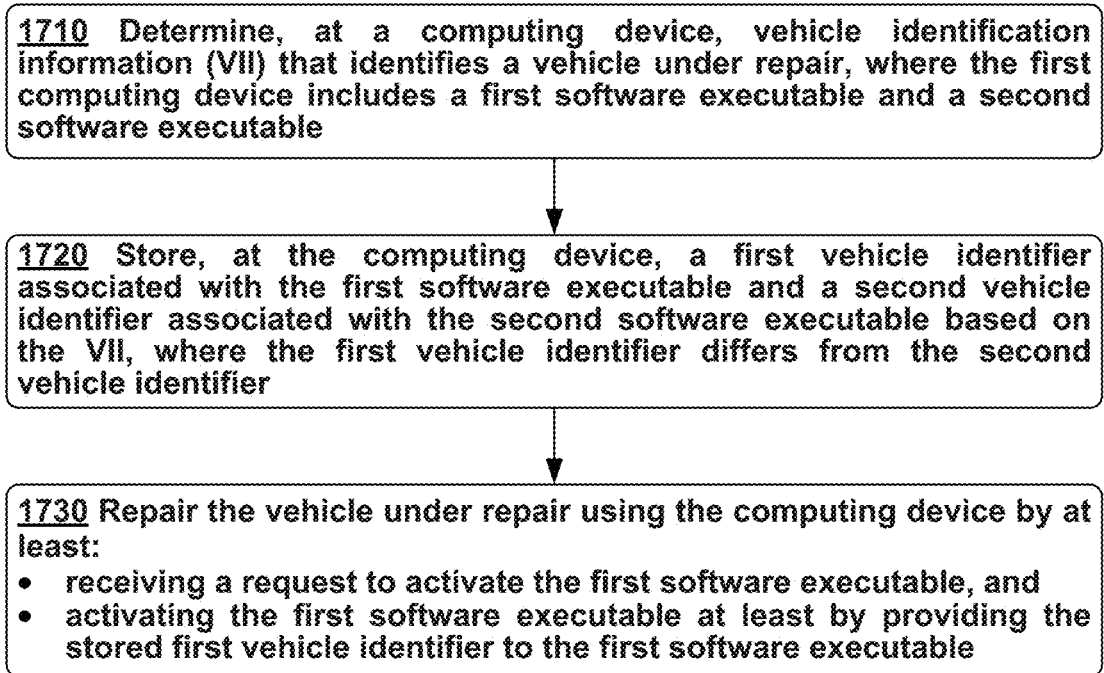 1710 Determine, at a computing device, vehicle identification
information (VII) that identifies a vehicle under repair, where the first
computing device includes a first software executable and a second
software executable
1720 Store, at the computing device, a first vehicle identifier
associated with the first software executable and a second vehicle
identifier associated with the second software executable based on
the VII, where the first vehicle identifier differs from the second
vehicle identifier
1730 Repair the vehicle under repair using the computing device by at
least:
• receiving a request to activate the first software executable, and
• activating the first software executable at least by providing the
stored first vehicle identifier to the first software executable